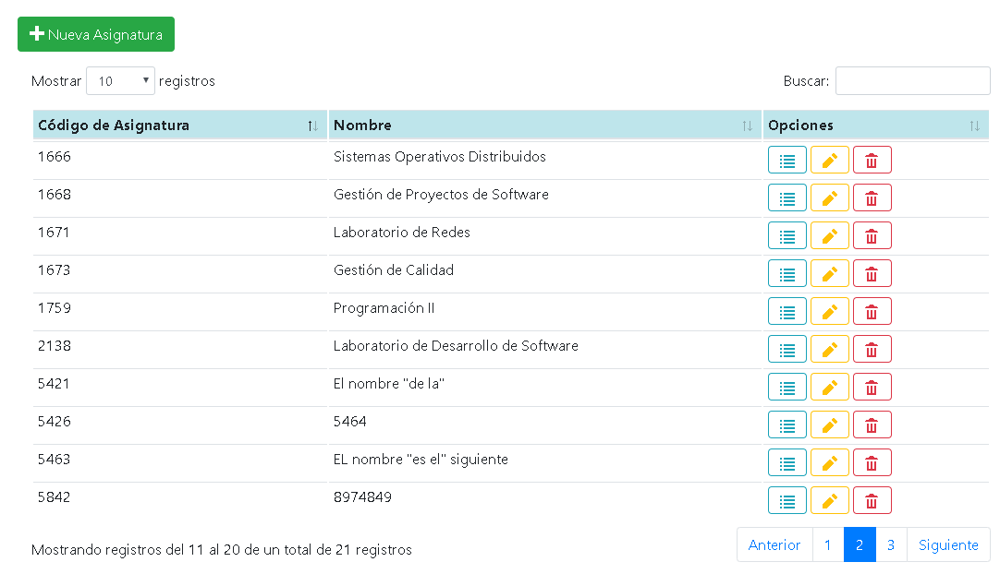 Nueva Asignatura
Mostrar 10 registros Buscar:
Código de Asignatura Nombre Opciones
1666 Sistemas Operativos Distribuidos
1668 Gestión de Proyectos de Software
1671 Laboratorio de Redes
1673 Gestión de Calidad
1759 Programación II
2138 Laboratorio de Desarrollo de Software
5421 El nombre "de la"
5426 5464
5463 EL nombre "es el" siguiente
5842 8974849
Mostrando registros del 11 al 20 de un total de 21 registros Anterior 1 2 3 Siguiente